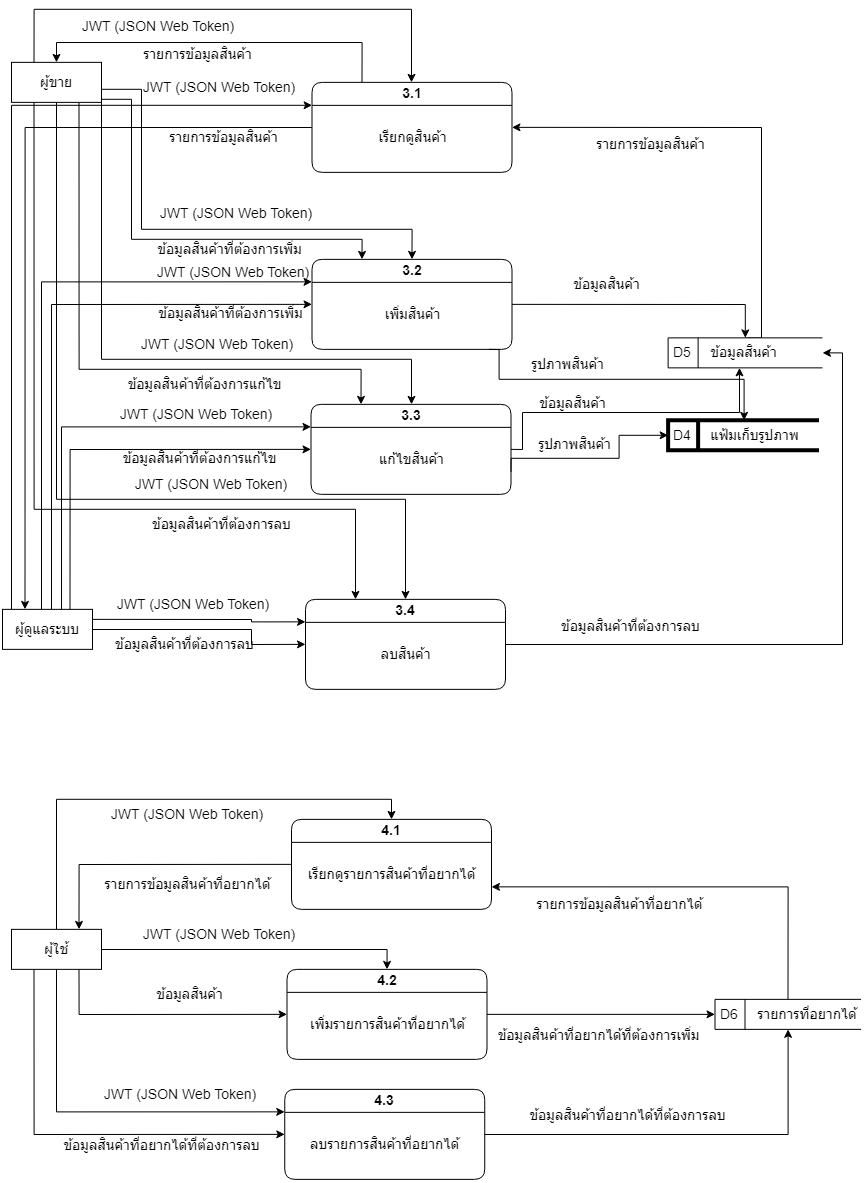 JWT (JSON Web Token)
รายการข้อมูลสินค้า
ผู้ขาย
JWT (JSON Web Token)
3.1
เรียกดูสินค้า
รายการข้อมูลสินค้า
รายการข้อมูลสินค้า
JWT (JSON Web Token)
ข้อมูลสินค้าที่ต้องการเพิ่ม
JWT (JSON Web Token)
3.2
เพิ่มสินค้า
ข้อมูลสินค้า
ข้อมูลสินค้าที่ต้องการเพิ่ม
JWT (JSON Web Token)
D5 ข้อมูลสินค้า
รูปภาพสินค้า
ข้อมูลสินค้าที่ต้องการแก้ไข
ข้อมูลสินค้า
JWT (JSON Web Token)
3.3
แก้ไขสินค้า
D4 แฟ้มเก็บรูปภาพ
รูปภาพสินค้า
ข้อมูลสินค้าที่ต้องการแก้ไข
JWT (JSON Web Token)
ข้อมูลสินค้าที่ต้องการลบ
JWT (JSON Web Token)
3.4
ลบสินค้า
ผู้ดูแลระบบ
ข้อมูลสินค้าที่ต้องการลบ
ข้อมูลสินค้าที่ต้องการลบ
JWT (JSON Web Token)
4.1
เรียกดูรายการสินค้าที่อยากได้
รายการข้อมูลสินค้าที่อยากได้
รายการข้อมูลสินค้าที่อยากได้
ผู้ใช้
JWT (JSON Web Token)
4.2
เพิ่มรายการสินค้าที่อยากได้
ข้อมูลสินค้า
D6 รายการที่อยากได้
ข้อมูลสินค้าที่อยากได้ที่ต้องการเพิ่ม
JWT (JSON Web Token)
4.3
ลบรายการสินค้าที่อยากได้
ข้อมูลสินค้าที่อยากได้ที่ต้องการลบ
ข้อมูลสินค้าที่อยากได้ที่ต้องการลบ